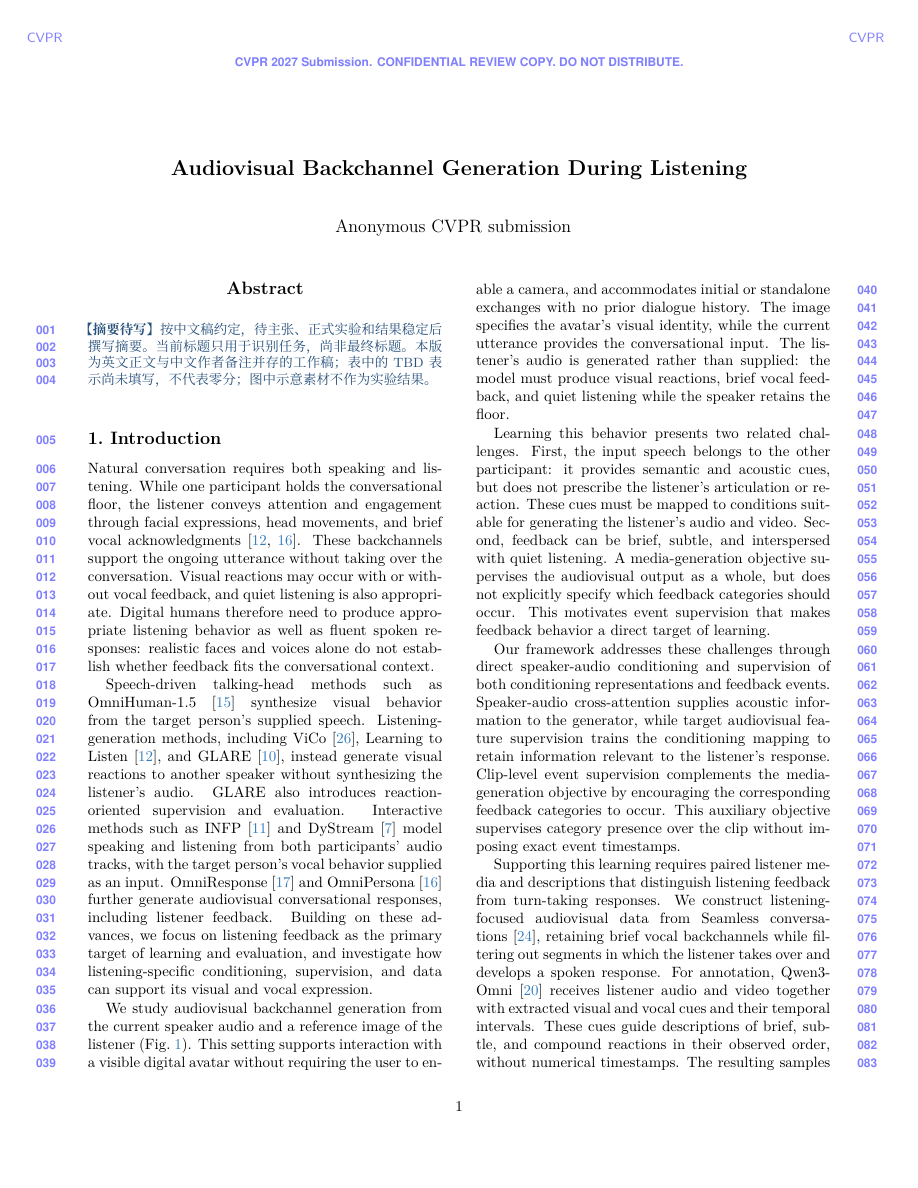 CVPR
CVPR
CVPR 2027 Submission. CONFIDENTIAL REVIEW COPY. DO NOT DISTRIBUTE.
Audiovisual Backchannel Generation During Listening
Anonymous CVPR submission
Abstract
001 【摘要待写】按中文稿约定，待主张、正式实验和结果稳定后
002 撰写摘要。当前标题只用于识别任务，尚非最终标题。本版
003 为英文正文与中文作者备注并存的工作稿；表中的 TBD 表
004 示尚未填写，不代表零分；图中示意素材不作为实验结果。
005 1. Introduction
006 Natural conversation requires both speaking and lis-
007 tening. While one participant holds the conversational
008 floor, the listener conveys attention and engagement
009 through facial expressions, head movements, and brief
010 vocal acknowledgments [12, 16]. These backchannels
011 support the ongoing utterance without taking over the
012 conversation. Visual reactions may occur with or with-
013 out vocal feedback, and quiet listening is also appropri-
014 ate. Digital humans therefore need to produce appro-
015 priate listening behavior as well as fluent spoken re-
016 sponses: realistic faces and voices alone do not estab-
017 lish whether feedback fits the conversational context.
018 Speech-driven talking-head methods such as
019 OmniHuman-1.5 [15] synthesize visual behavior
020 from the target person's supplied speech. Listening-
021 generation methods, including ViCo [26], Learning to
022 Listen [12], and GLARE [10], instead generate visual
023 reactions to another speaker without synthesizing the
024 listener's audio. GLARE also introduces reaction-
025 oriented supervision and evaluation. Interactive
026 methods such as INFP [11] and DyStream [7] model
027 speaking and listening from both participants' audio
028 tracks, with the target person's vocal behavior supplied
029 as an input. OmniResponse [17] and OmniPersona [16]
030 further generate audiovisual conversational responses,
031 including listener feedback. Building on these ad-
032 vances, we focus on listening feedback as the primary
033 target of learning and evaluation, and investigate how
034 listening-specific conditioning, supervision, and data
035 can support its visual and vocal expression.
036 We study audiovisual backchannel generation from
037 the current speaker audio and a reference image of the
038 listener (Fig. 1). This setting supports interaction with
039 a visible digital avatar without requiring the user to en-
able a camera, and accommodates initial or standalone 040
exchanges with no prior dialogue history. The image 041
specifies the avatar's visual identity, while the current 042
utterance provides the conversational input. The lis- 043
tener's audio is generated rather than supplied: the 044
model must produce visual reactions, brief vocal feed- 045
back, and quiet listening while the speaker retains the 046
floor. 047
Learning this behavior presents two related chal- 048
lenges. First, the input speech belongs to the other 049
participant: it provides semantic and acoustic cues, 050
but does not prescribe the listener's articulation or re- 051
action. These cues must be mapped to conditions suit- 052
able for generating the listener's audio and video. Sec- 053
ond, feedback can be brief, subtle, and interspersed 054
with quiet listening. A media-generation objective su- 055
pervises the audiovisual output as a whole, but does 056
not explicitly specify which feedback categories should 057
occur. This motivates event supervision that makes 058
feedback behavior a direct target of learning. 059
Our framework addresses these challenges through 060
direct speaker-audio conditioning and supervision of 061
both conditioning representations and feedback events. 062
Speaker-audio cross-attention supplies acoustic infor- 063
mation to the generator, while target audiovisual fea- 064
ture supervision trains the conditioning mapping to 065
retain information relevant to the listener's response. 066
Clip-level event supervision complements the media- 067
generation objective by encouraging the corresponding 068
feedback categories to occur. This auxiliary objective 069
supervises category presence over the clip without im- 070
posing exact event timestamps. 071
Supporting this learning requires paired listener me- 072
dia and descriptions that distinguish listening feedback 073
from turn-taking responses. We construct listening- 074
focused audiovisual data from Seamless conversa- 075
tions [24], retaining brief vocal backchannels while fil- 076
tering out segments in which the listener takes over and 077
develops a spoken response. For annotation, Qwen3- 078
Omni [20] receives listener audio and video together 079
with extracted visual and vocal cues and their temporal 080
intervals. These cues guide descriptions of brief, sub- 081
tle, and compound reactions in their observed order, 082
without numerical timestamps. The resulting samples 083
1